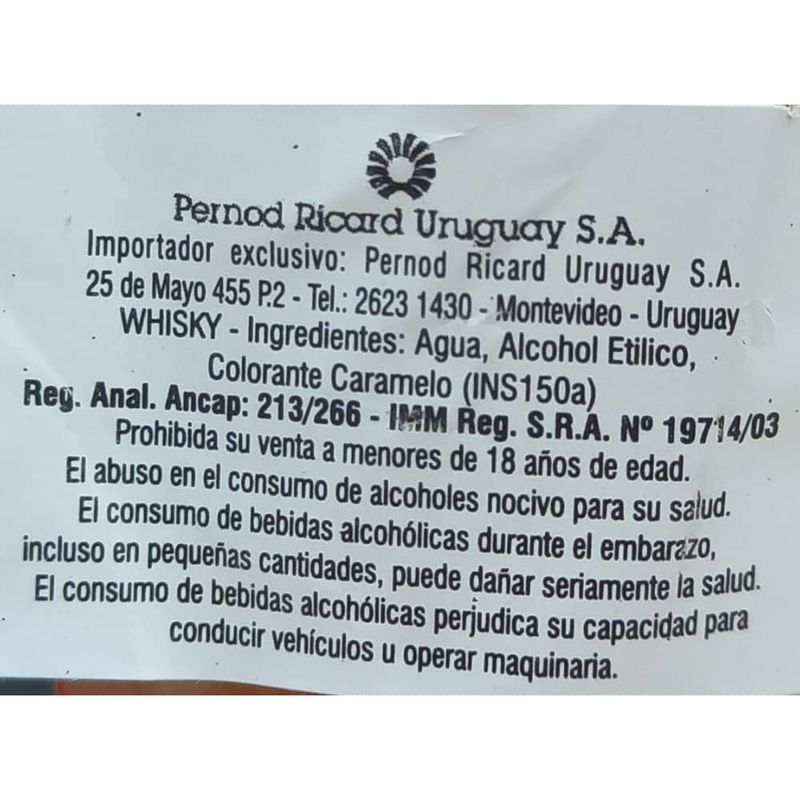 Pernod Ricard Uruguay S.A.
Importador exclusivo: Pernod Ricard Uruguay S.A.
25 de Mayo 455 P.2 - Tel.: 2623 1430 - Montevideo - Uruguay
WHISKY - Ingredientes: Agua, Alcohol Etilico,
Colorante Caramelo (INS150a)
Reg. Anal. Ancap: 213/266 - IMM Reg. S.R.A. Nº 19714/03
Prohibida su venta a menores de 18 años de edad.
El abuso en el consumo de alcoholes nocivo para su salud.
El consumo de bebidas alcohólicas durante el embarazo,
incluso en pequeñas cantidades, puede dañar seriamente la salud.
El consumo de bebidas alcohólicas perjudica su capacidad para
conducir vehículos u operar maquinaria.